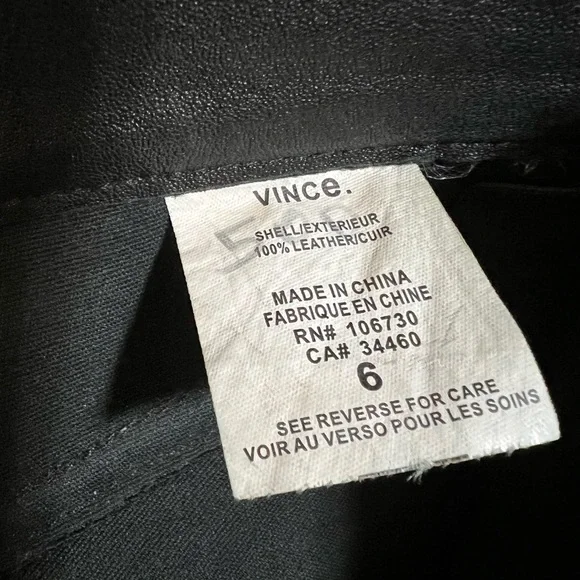 VINCE.
SHELL/EXTERIEUR
100% LEATHER/CUIR
MADE IN CHINA
FABRIQUE EN CHINE
RN# 106730
CA# 34460
6
SEE REVERSE FOR CARE
VOIR AU VERSO POUR LES SOINS